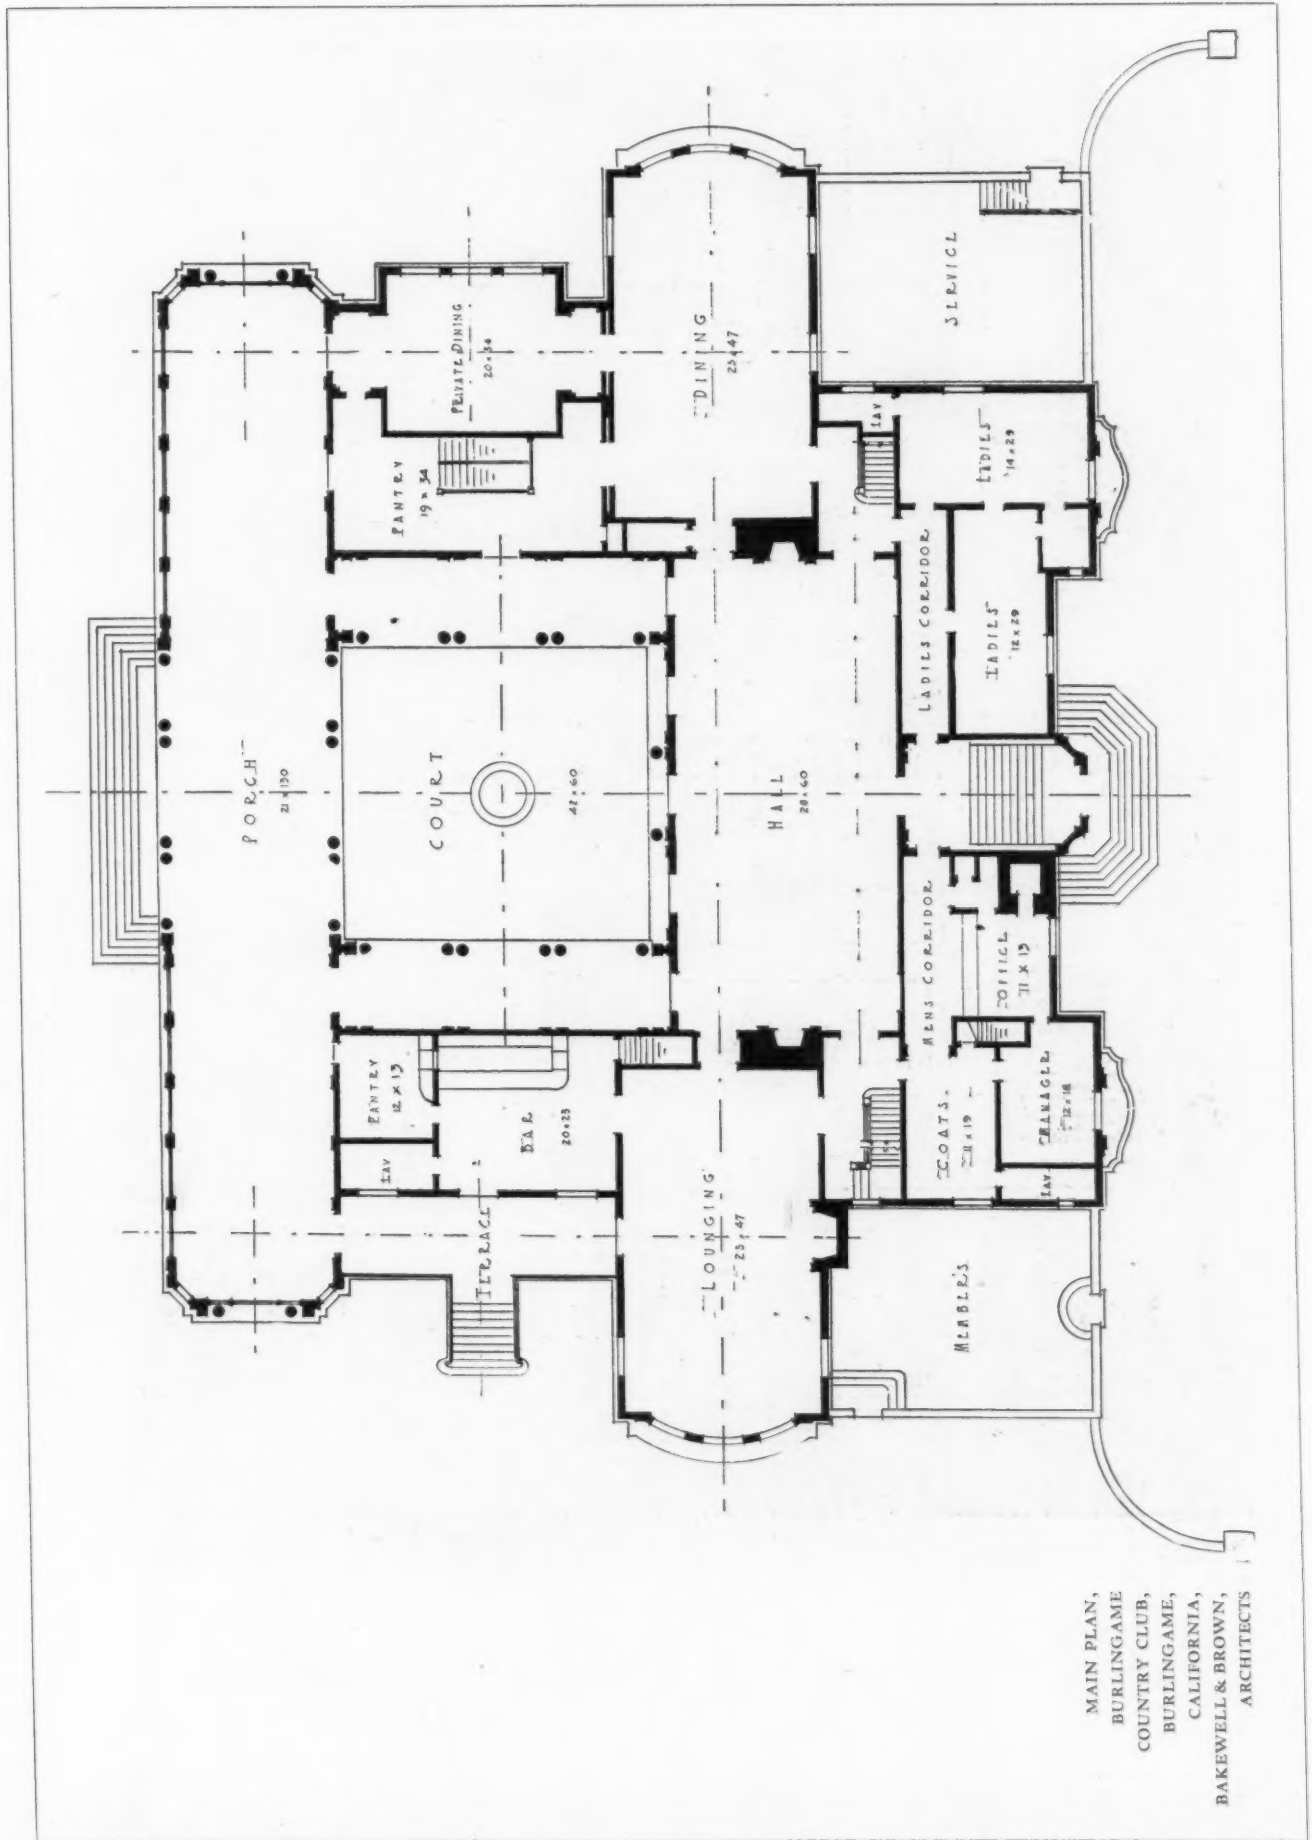 PORCH
21 x 130
PANTRY
12 x 13
LAV
COURT
42 x 60
PANTRY
19 x 34
PRIVATE DINING
20 x 34
TERRACE
BAR
20 x 23
LOUNGING
25 x 47
HALL
28 x 60
DINING
25 x 47
MENS CORRIDOR
LADIES CORRIDOR
LAV
COATS.
11 x 19
OFFICE
11 x 13
LADIES
12 x 29
LADIES
14 x 29
SERVICE
MEMBER'S
LAV
MANAGER
12 x 18
MAIN PLAN,
BURLINGAME
COUNTRY CLUB,
BURLINGAME,
CALIFORNIA,
BAKEWELL & BROWN,
ARCHITECTS